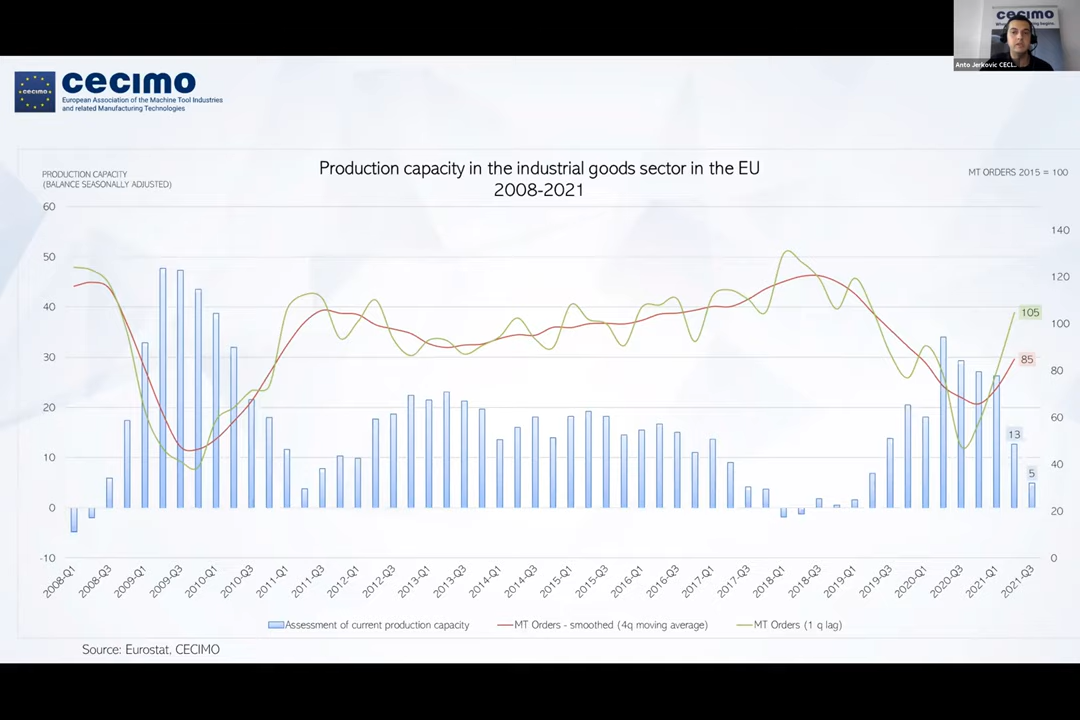 cecimo
Anto Jerkovic CECI...
cecimo
cecimo
European Association of the Machine Tool Industries
and related Manufacturing Technologies
Production capacity in the industrial goods sector in the EU
2008-2021
PRODUCTION CAPACITY
(BALANCE SEASONALLY ADJUSTED)
MT ORDERS 2015 = 100
60
50
40
30
20
10
0
-10
140
120
100
80
60
40
20
0
105
85
13
5
2008-Q1
2008-Q3
2009-Q1
2009-Q3
2010-Q1
2010-Q3
2011-Q1
2011-Q3
2012-Q1
2012-Q3
2013-Q1
2013-Q3
2014-Q1
2014-Q3
2015-Q1
2015-Q3
2016-Q1
2016-Q3
2017-Q1
2017-Q3
2018-Q1
2018-Q3
2019-Q1
2019-Q3
2020-Q1
2020-Q3
2021-Q1
2021-Q3
Assessment of current production capacity
MT Orders - smoothed (4q moving average)
MT Orders (1 q lag)
Source: Eurostat, CECIMO